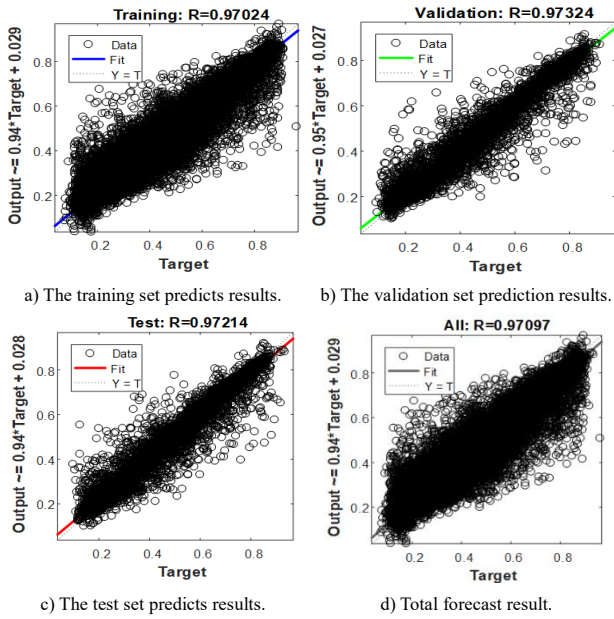 Training: R=0.97024
Output ~= 0.94*Target + 0.029
Data
Fit
Y = T
0.8
0.6
0.4
0.2
0.2
0.4
0.6
0.8
Target
a) The training set predicts results.
Validation: R=0.97324
Output ~= 0.95*Target + 0.027
Data
Fit
Y = T
0.8
0.6
0.4
0.2
0.2
0.4
0.6
0.8
Target
b) The validation set prediction results.
Test: R=0.97214
Output ~= 0.94*Target + 0.028
Data
Fit
Y = T
0.8
0.6
0.4
0.2
0.2
0.4
0.6
0.8
Target
c) The test set predicts results.
All: R=0.97097
Output ~= 0.94*Target + 0.029
Data
Fit
Y = T
0.8
0.6
0.4
0.2
0.2
0.4
0.6
0.8
Target
d) Total forecast result.